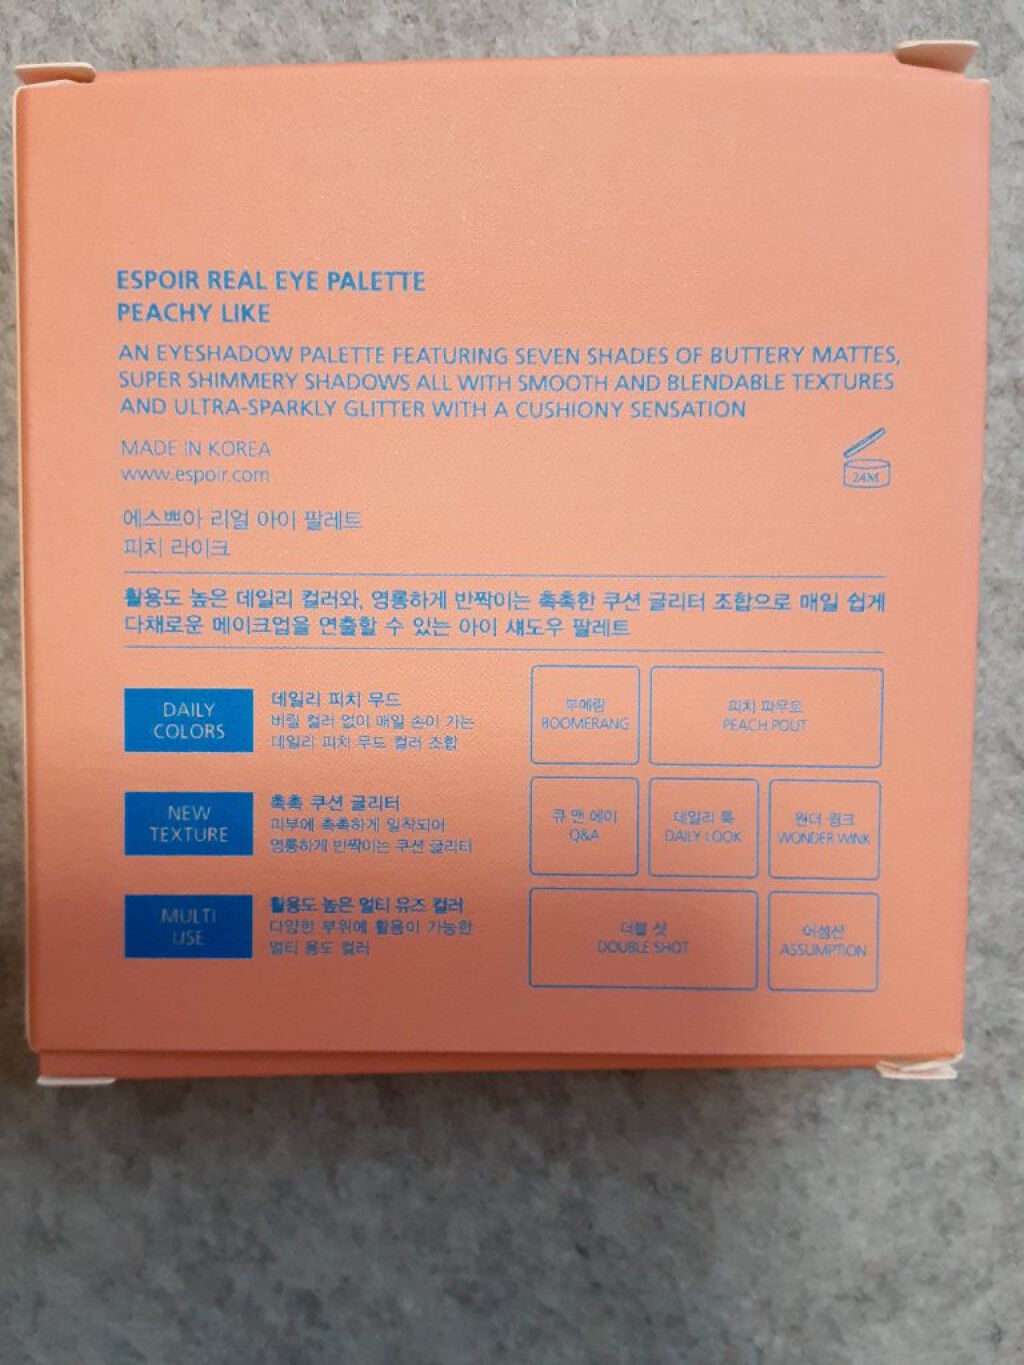 ESPOIR REAL EYE PALETTE
PEACHY LIKE
AN EYESHADOW PALETTE FEATURING SEVEN SHADES OF BUTTERY MATTES,
SUPER SHIMMERY SHADOWS ALL WITH SMOOTH AND BLENDABLE TEXTURES
AND ULTRA-SPARKLY GLITTER WITH A CUSHIONY SENSATION
MADE IN KOREA
www.espoir.com
24M
에스쁘아 리얼 아이 팔레트
피치 라이크
활용도 높은 데일리 컬러와, 영롱하게 반짝이는 촉촉한 쿠션 글리터 조합으로 매일 쉽게
다채로운 메이크업을 연출할 수 있는 아이 섀도우 팔레트
DAILY
COLORS
데일리 피치 무드
버릴 컬러 없이 매일 손이 가는
데일리 피치 무드 컬러 조합
NEW
TEXTURE
촉촉 쿠션 글리터
피부에 촉촉하게 밀착되어
영롱하게 반짝이는 쿠션 글리터
MULTI
USE
활용도 높은 멀티 유즈 컬러
다양한 부위에 활용이 가능한
멀티 용도 컬러
부메랑
BOOMERANG
피치 파우트
PEACH POUT
큐 앤 에이
Q&A
데일리 룩
DAILY LOOK
원더 윙크
WONDER WINK
더블 샷
DOUBLE SHOT
어셈션
ASSUMPTION